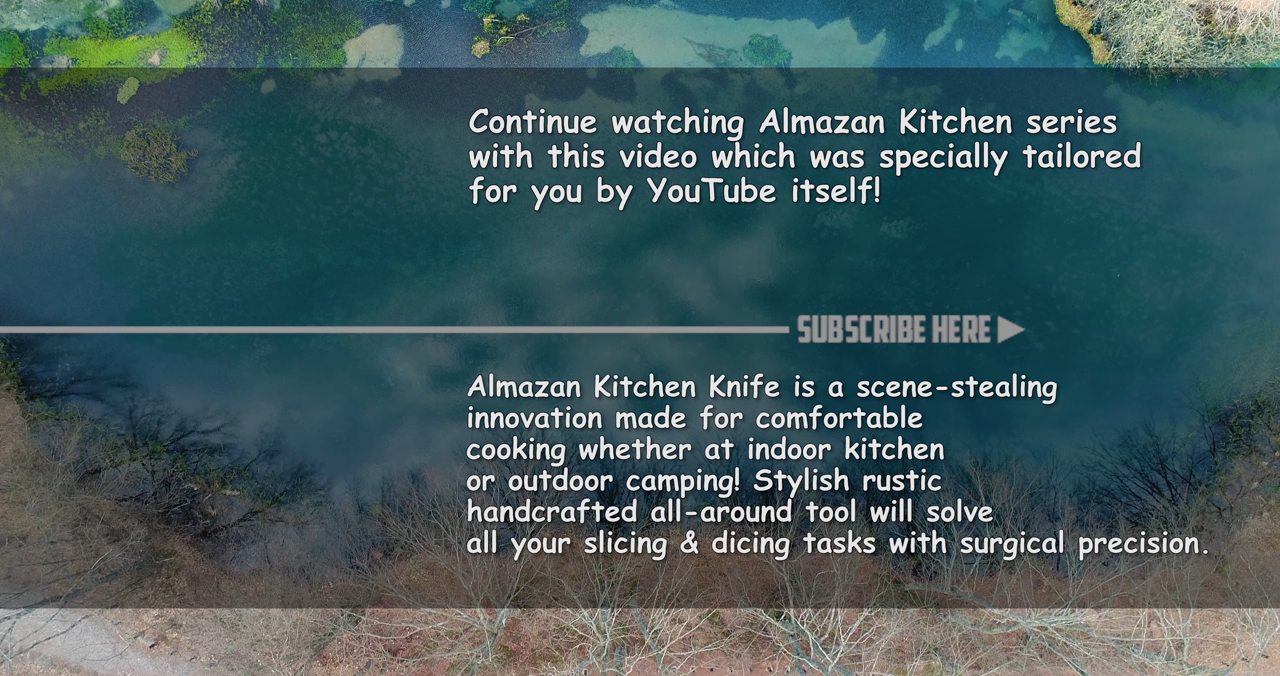 Continue watching Almazan Kitchen series
with this video which was specially tailored
for you by YouTube itself!
SUBSCRIBE HERE
Almazan Kitchen Knife is a scene-stealing
innovation made for comfortable
cooking whether at indoor kitchen
or outdoor camping! Stylish rustic
handcrafted all-around tool will solve
all your slicing & dicing tasks with surgical precision.